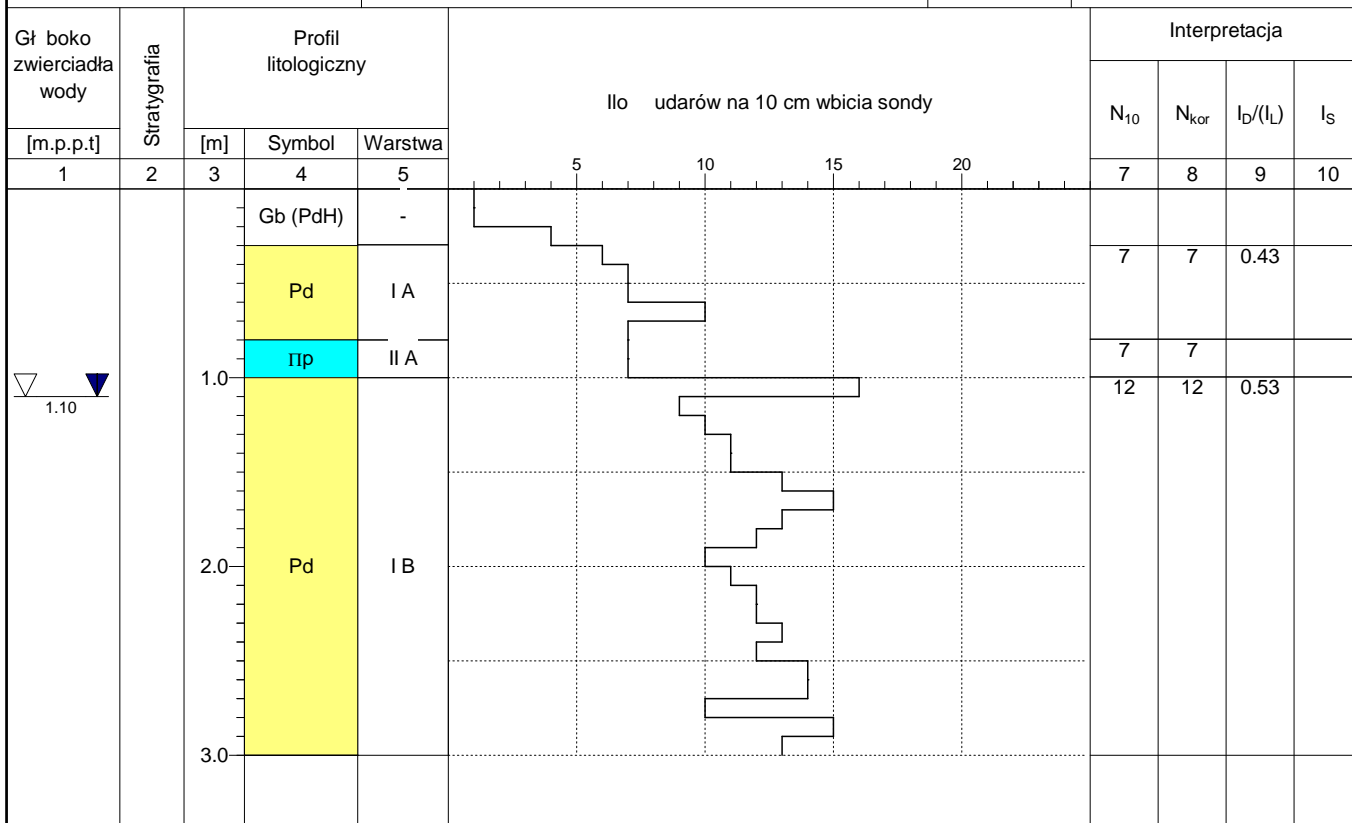 Gł boko
zwierciadła
wody
[m.p.p.t]
Stratygrafia
Profil
litologiczny
[m]
Symbol
Warstwa
Ilo udarów na 10 cm wbicia sondy
5
10
15
20
Interpretacja
N10
Nkor
ID/(IL)
IS
1
2
3
4
5
7
8
9
10
Gb (PdH)
-
Pd
I A
7
7
0.43
Πp
II A
7
7
1.0
1.10
12
12
0.53
2.0
Pd
I B
3.0